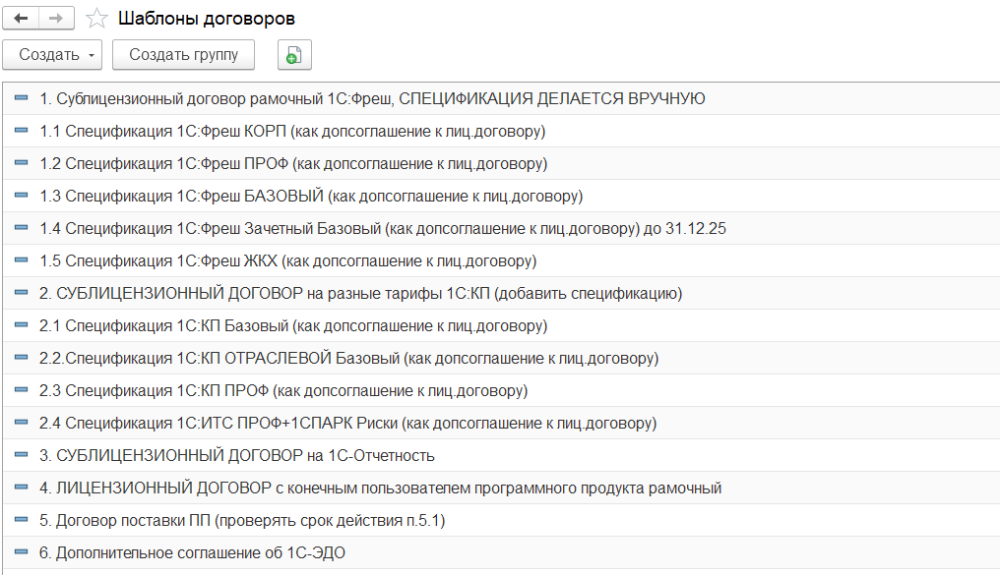 Шаблоны договоров
Создать Создать группу
1. Сублицензионный договор рамочный 1С:Фреш, СПЕЦИФИКАЦИЯ ДЕЛАЕТСЯ ВРУЧНУЮ
1.1 Спецификация 1С:Фреш КОРП (как допсоглашение к лиц.договору)
1.2 Спецификация 1С:Фреш ПРОФ (как допсоглашение к лиц.договору)
1.3 Спецификация 1С:Фреш БАЗОВЫЙ (как допсоглашение к лиц.договору)
1.4 Спецификация 1С:Фреш Зачетный Базовый (как допсоглашение к лиц.договору) до 31.12.25
1.5 Спецификация 1С:Фреш ЖКХ (как допсоглашение к лиц.договору)
2. СУБЛИЦЕНЗИОННЫЙ ДОГОВОР на разные тарифы 1С:КП (добавить спецификацию)
2.1 Спецификация 1С:КП Базовый (как допсоглашение к лиц.договору)
2.2.Спецификация 1С:КП ОТРАСЛЕВОЙ Базовый (как допсоглашение к лиц.договору)
2.3 Спецификация 1С:КП ПРОФ (как допсоглашение к лиц.договору)
2.4 Спецификация 1С:ИТС ПРОФ+1СПАРК Риски (как допсоглашение к лиц.договору)
3. СУБЛИЦЕНЗИОННЫЙ ДОГОВОР на 1С-Отчетность
4. ЛИЦЕНЗИОННЫЙ ДОГОВОР с конечным пользователем программного продукта рамочный
5. Договор поставки ПП (проверять срок действия п.5.1)
6. Дополнительное соглашение об 1С-ЭДО